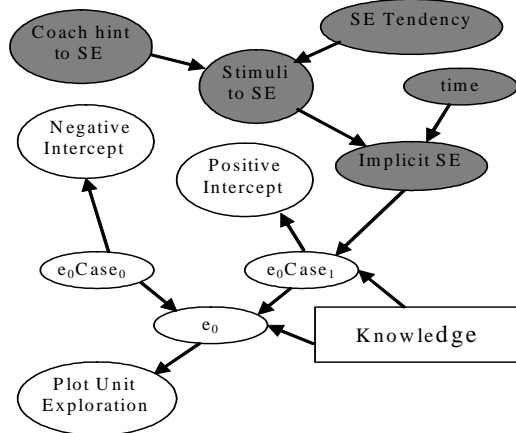 Coach hint
to SE
SE Tendency
Stimuli
to SE
time
Negative
Intercept
Positive
Intercept
Implicit SE
e₀Case₀
e₀Case₁
e₀
Knowledge
Plot Unit
Exploration